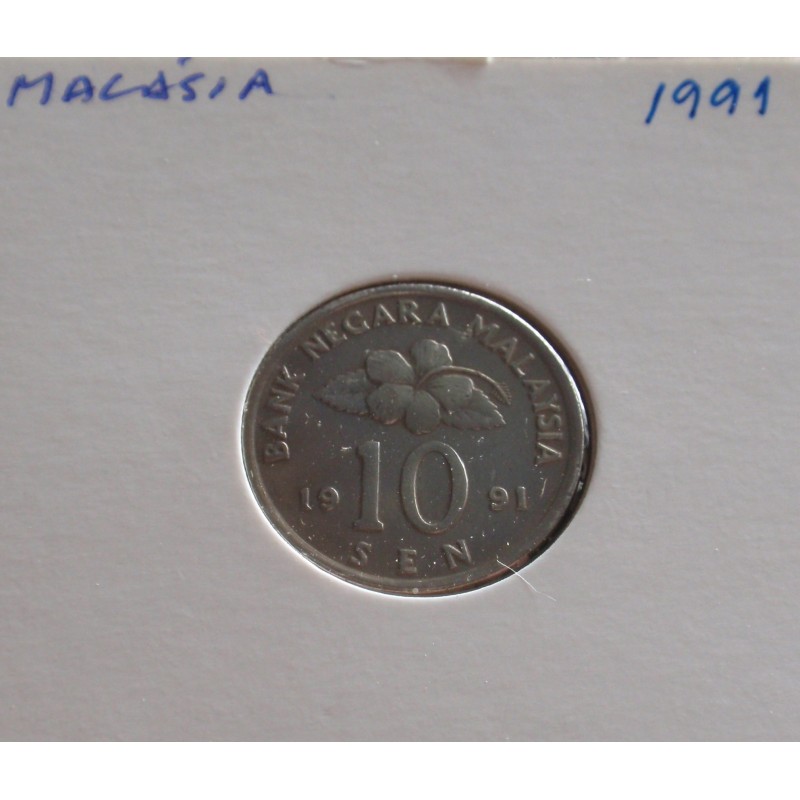 MALÁSIA 1991
BANK NEGARA MALAYSIA
19 10 91
SEN